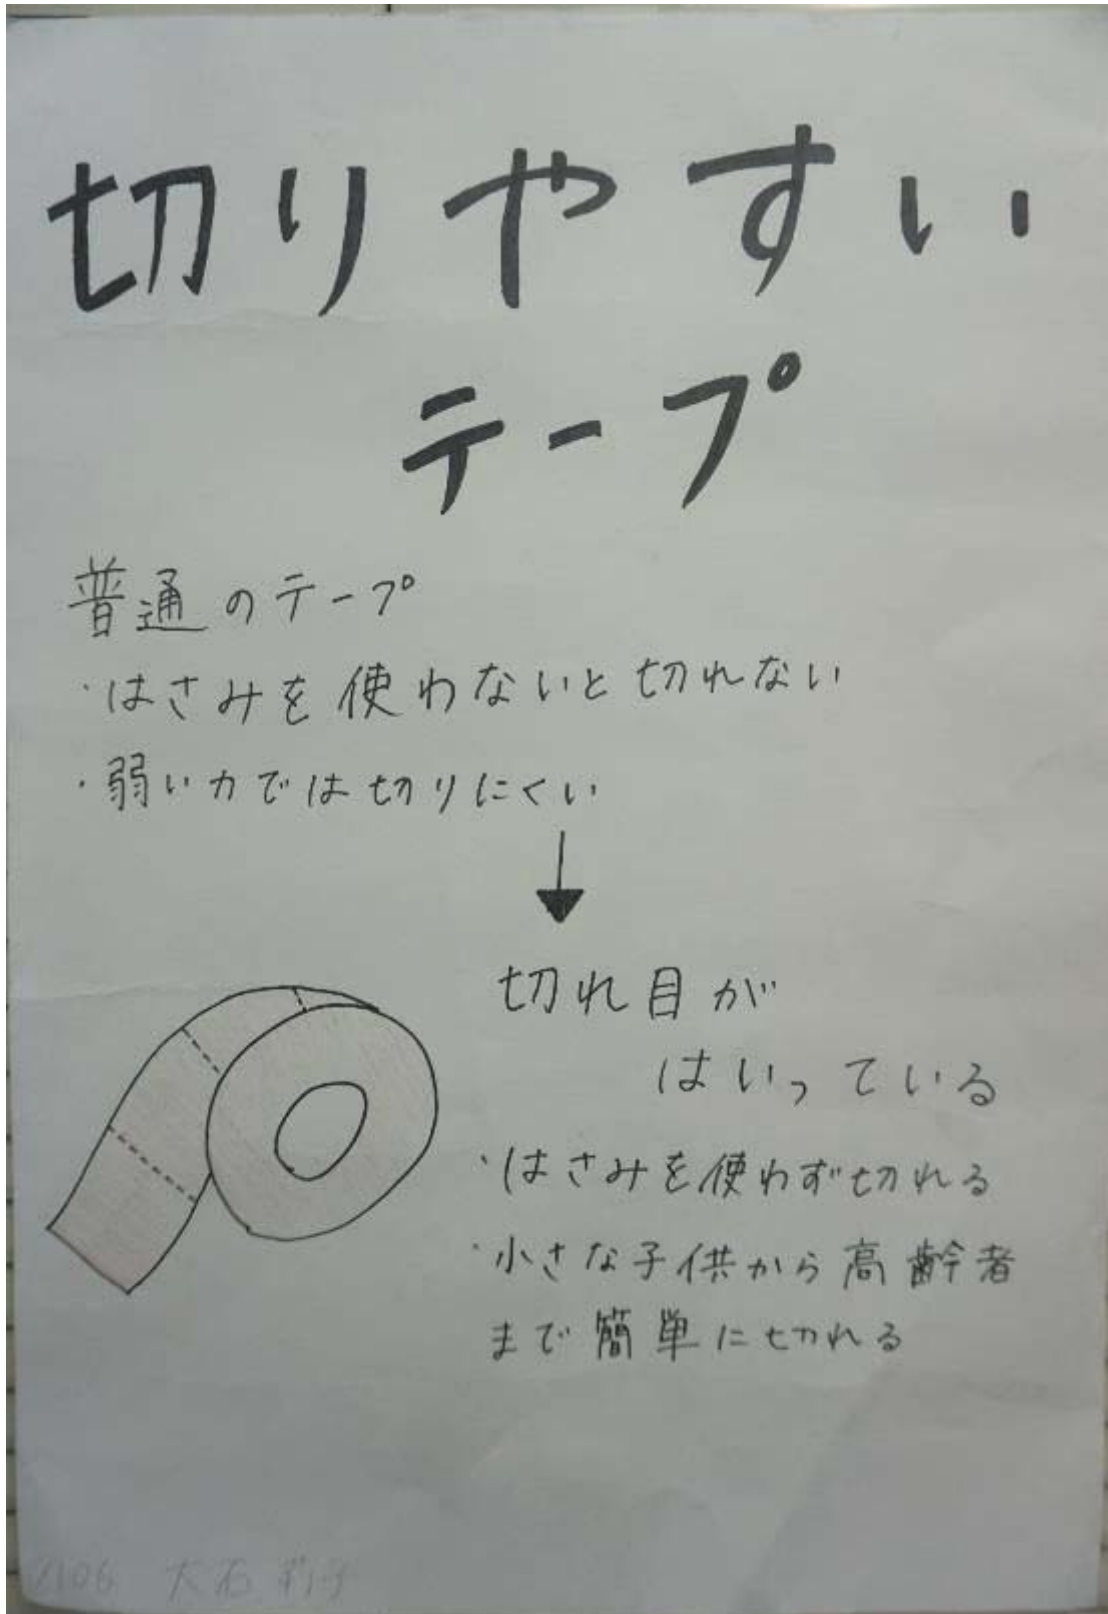 切りやすい
テープ
普通のテープ
・はさみを使わないと切れない
・弱い力では切りにくい
切れ目が
はいっている
・はさみを使わず切れる
・小さな子供から高齢者
まで簡単に切れる
大石